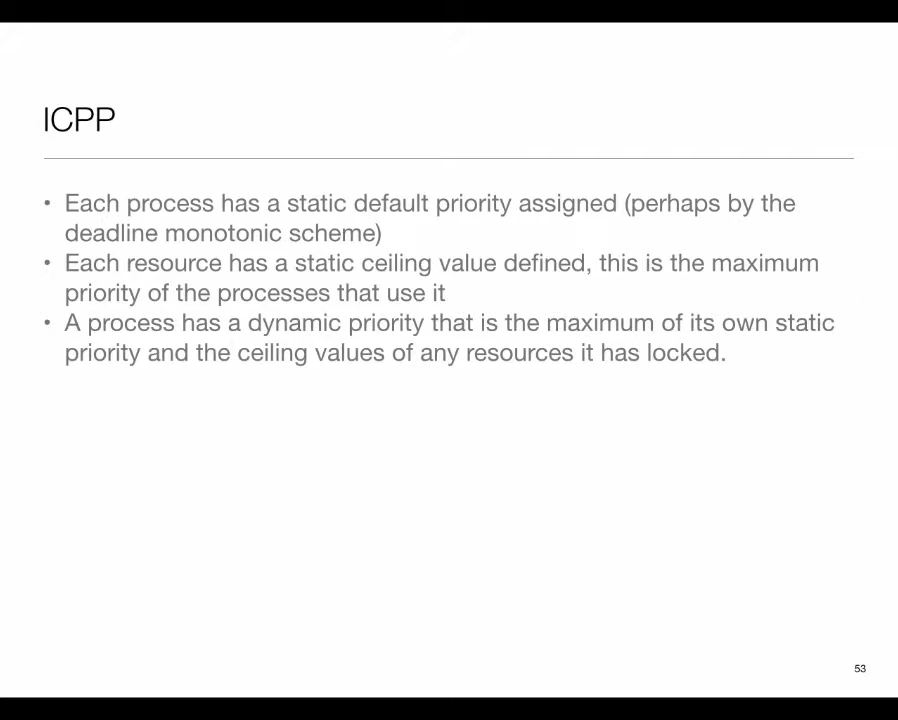 ICPP
• Each process has a static default priority assigned (perhaps by the
deadline monotonic scheme)
• Each resource has a static ceiling value defined, this is the maximum
priority of the processes that use it
• A process has a dynamic priority that is the maximum of its own static
priority and the ceiling values of any resources it has locked.
53